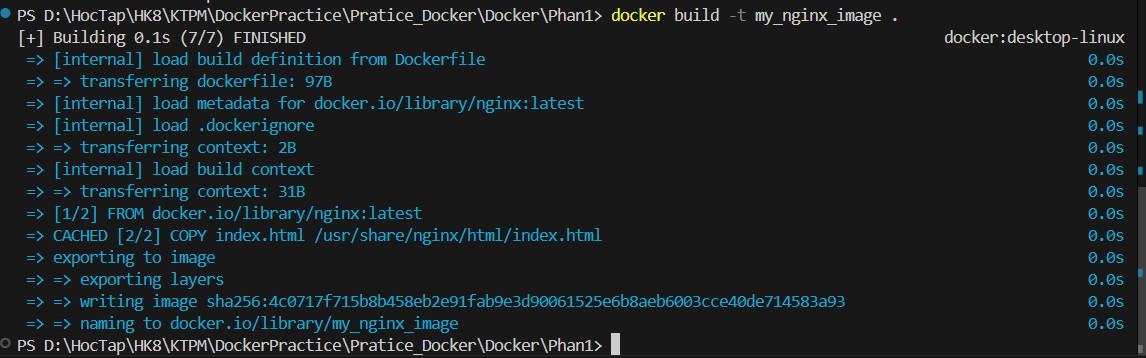 PS D:\HocTap\HK8\KTPM\DockerPractice\Pratice_Docker\Docker\Phan1> docker build -t my_nginx_image .
[+] Building 0.1s (7/7) FINISHED docker:desktop-linux
=> [internal] load build definition from Dockerfile 0.0s
=> => transferring dockerfile: 97B 0.0s
=> [internal] load metadata for docker.io/library/nginx:latest 0.0s
=> [internal] load .dockerignore 0.0s
=> => transferring context: 2B 0.0s
=> [internal] load build context 0.0s
=> => transferring context: 31B 0.0s
=> [1/2] FROM docker.io/library/nginx:latest 0.0s
=> CACHED [2/2] COPY index.html /usr/share/nginx/html/index.html 0.0s
=> exporting to image 0.0s
=> => exporting layers 0.0s
=> => writing image sha256:4c0717f715b8b458eb2e91fab9e3d90061525e6b8aeb6003cce40de714583a93 0.0s
=> => naming to docker.io/library/my_nginx_image 0.0s
PS D:\HocTap\HK8\KTPM\DockerPractice\Pratice_Docker\Docker\Phan1>